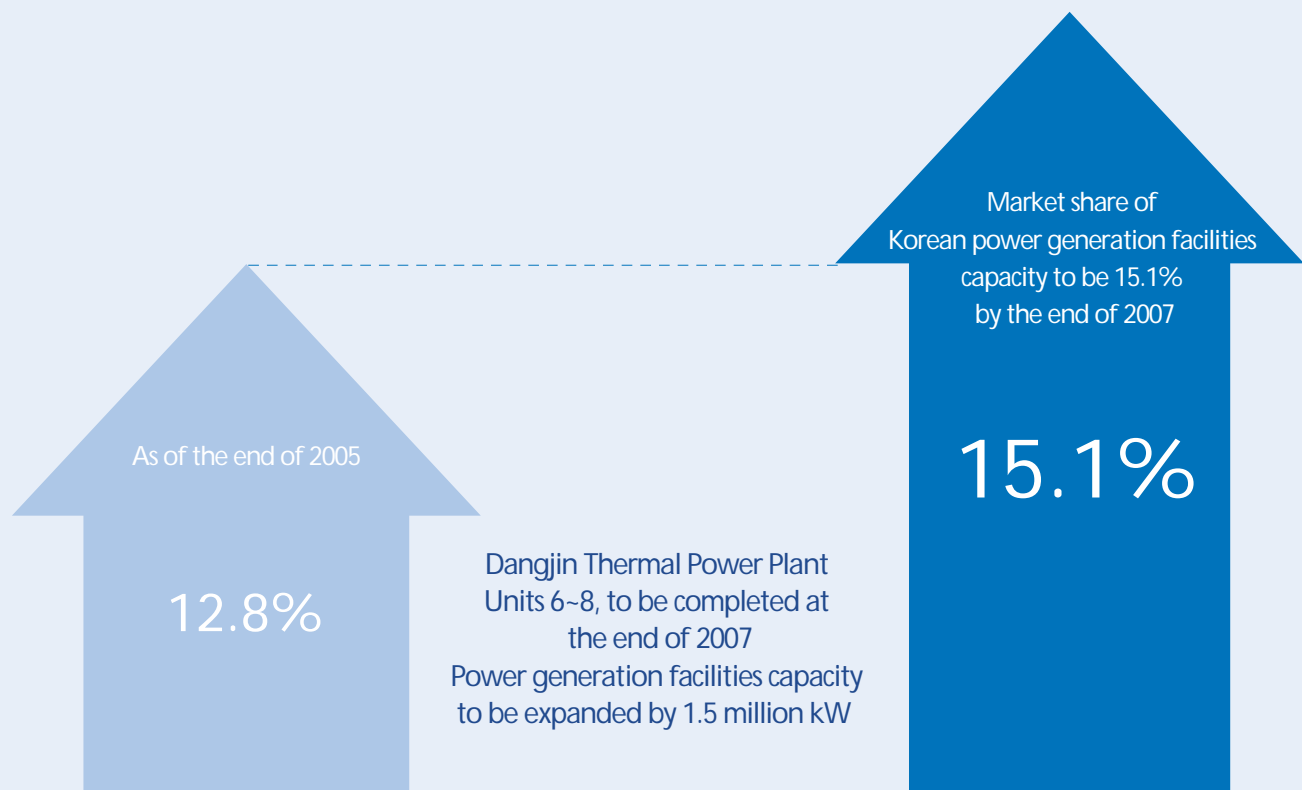 As of the end of 2005
12.8%
Dangjin Thermal Power Plant
Units 6~8, to be completed at
the end of 2007
Power generation facilities capacity
to be expanded by 1.5 million kW
Market share of
Korean power generation facilities
capacity to be 15.1%
by the end of 2007
15.1%